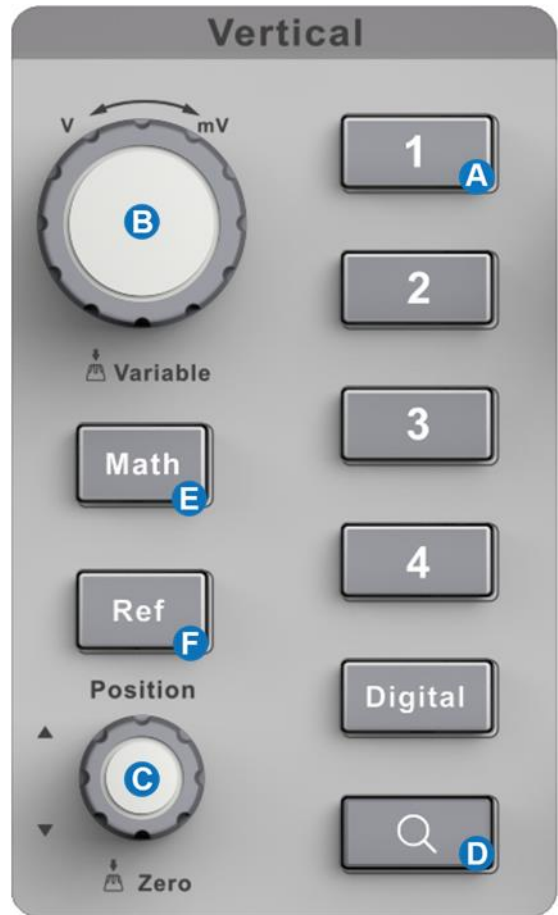 Vertical
V
mV
1
A
B
2
Variable
3
Math
E
4
Ref
F
Position
Digital
C
D
Zero